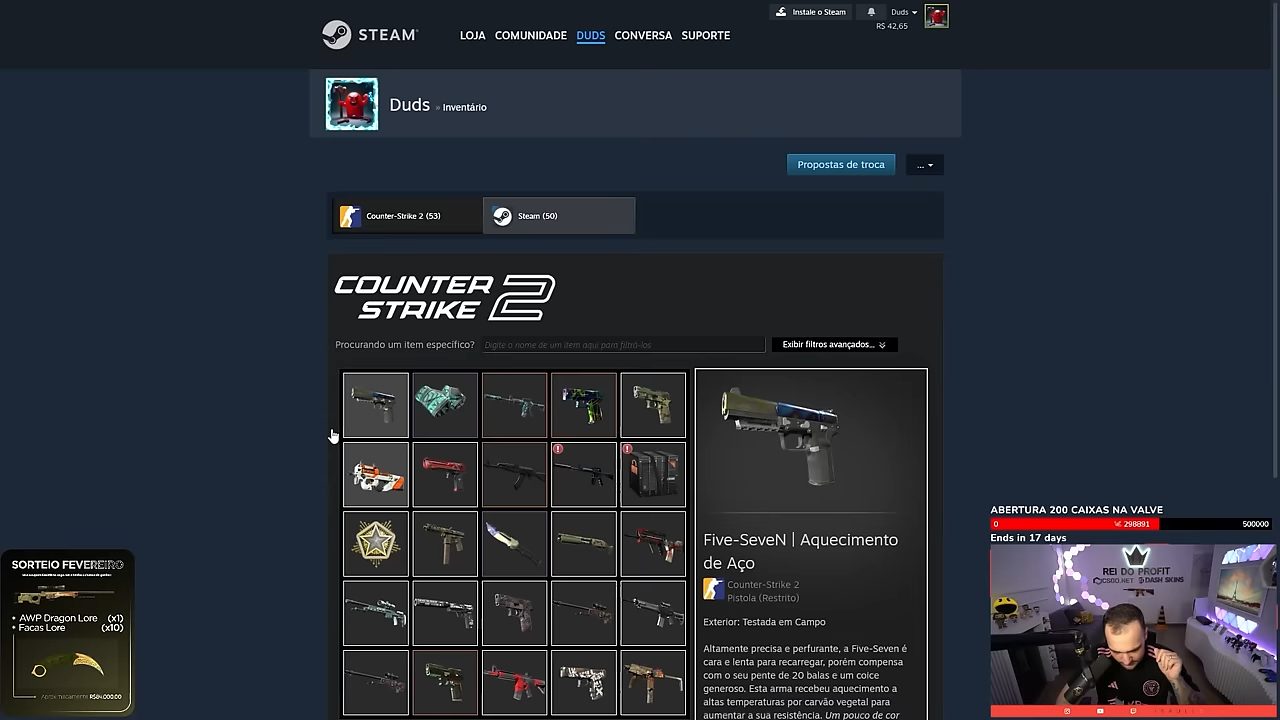 Instale o Steam
Duds
R$ 42,65
STEAM
LOJA COMUNIDADE DUDS CONVERSA SUPORTE
Duds » Inventário
Propostas de troca
...
Counter-Strike 2 (53)
Steam (50)
COUNTER
STRIKE 2
Procurando um item específico?
Digite o nome de um item aqui para filtrá-los
Exibir filtros avançados...
Five-SeveN | Aquecimento
de Aço
Counter-Strike 2
Pistola (Restrito)
Exterior: Testada em Campo
Altamente precisa e perfurante, a Five-Seven é
cara e lenta para recarregar, porém compensa
com o seu pente de 20 balas e um coice
generoso. Esta arma recebeu aquecimento a
altas temperaturas por carvão vegetal para
aumentar a sua resistência. Um pouco de cor
ABERTURA 200 CAIXAS NA VALVE
0 298891 500000
Ends in 17 days
REI DO PROFIT
CSGO.NET DASH SKINS
SORTEIO FEVEREIRO
• AWP Dragon Lore (x1)
• Facas Lore (x10)